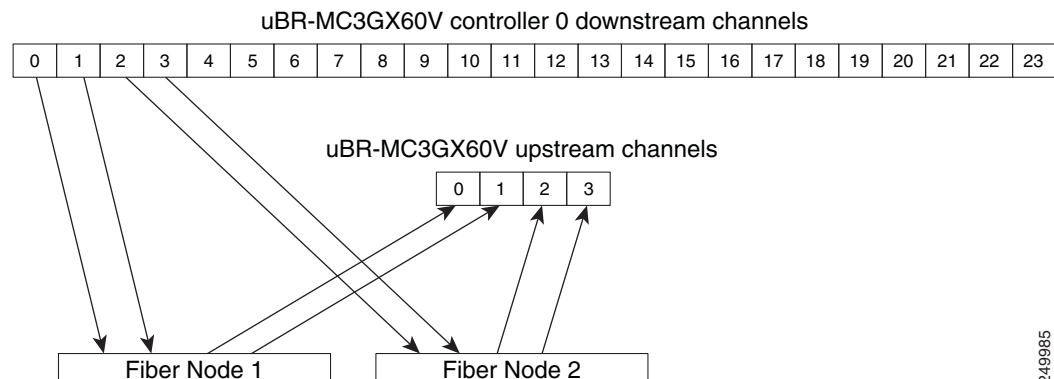 uBR-MC3GX60V controller 0 downstream channels
0 1 2 3 4 5 6 7 8 9 10 11 12 13 14 15 16 17 18 19 20 21 22 23
uBR-MC3GX60V upstream channels
0 1 2 3
Fiber Node 1 Fiber Node 2
249985